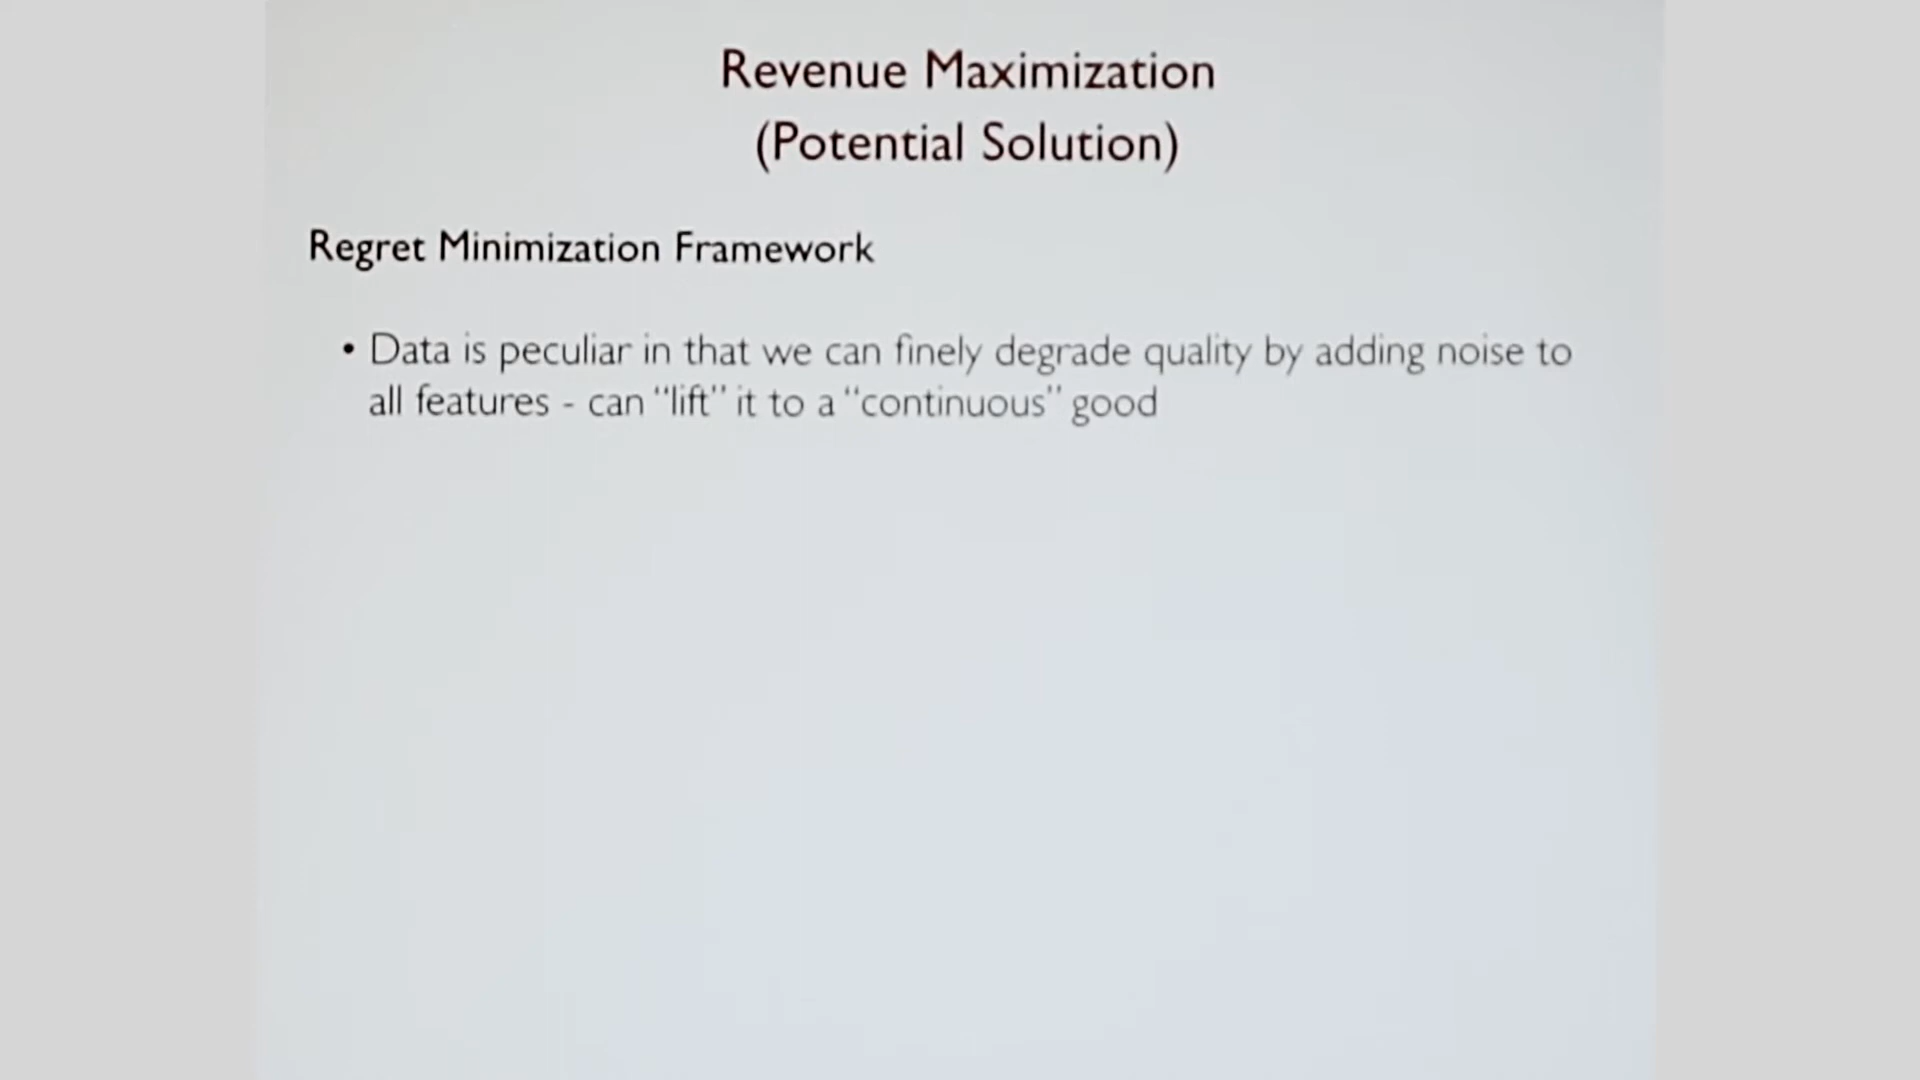 Revenue Maximization
(Potential Solution)
Regret Minimization Framework
• Data is peculiar in that we can finely degrade quality by adding noise to
all features - can “lift” it to a “continuous” good